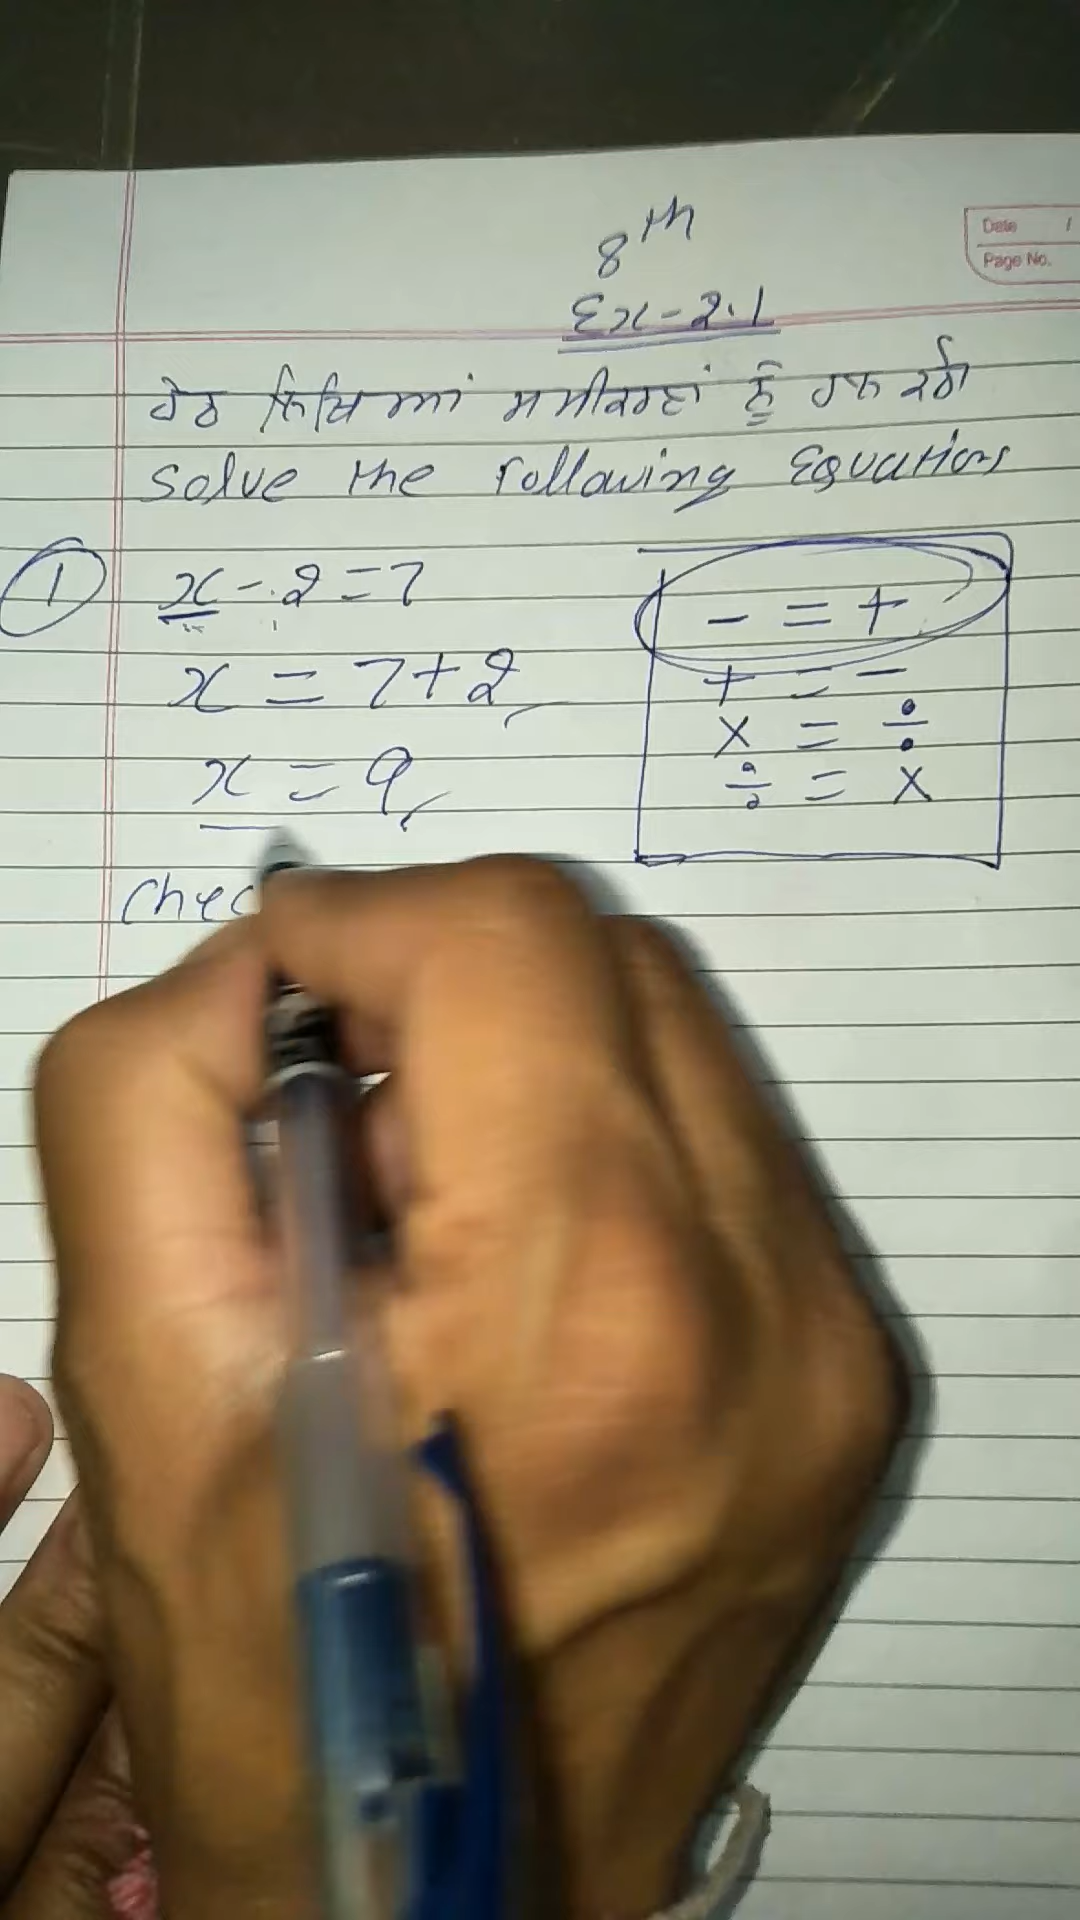 8th
Date /
Page No.
Ex-2.1
ਹੇਠ ਲਿਖਿਆਂ ਸਮੀਕਰਣਾਂ ਨੂੰ ਹਲ ਕਰੋ
Solve the following Equations
1 x - 2 = 7
x = 7+2
x = 9
Chec
- = +
+ = -
x = ÷
÷ = x